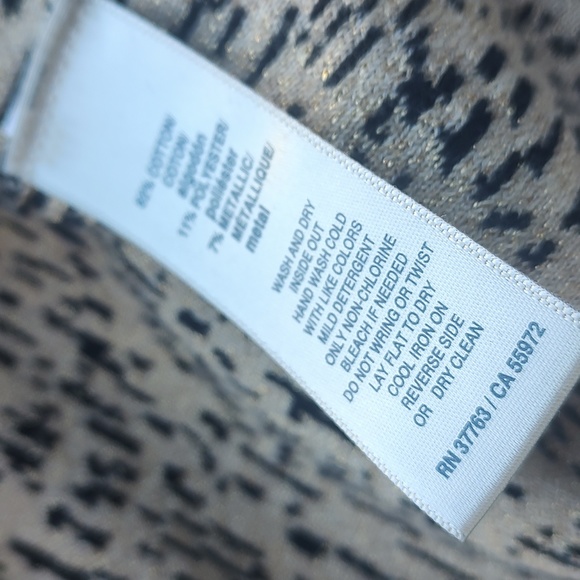 82% COTTON/
COTON/
algodón
11% POLYESTER/
poliéster
7% METALLIC/
MÉTALLIQUE/
metal
WASH AND DRY
INSIDE OUT
HAND WASH COLD
WITH LIKE COLORS
MILD DETERGENT
ONLY NON-CHLORINE
BLEACH IF NEEDED
DO NOT WRING OR TWIST
LAY FLAT TO DRY
COOL IRON ON
REVERSE SIDE
OR DRY CLEAN
RN 37763 / CA 55972